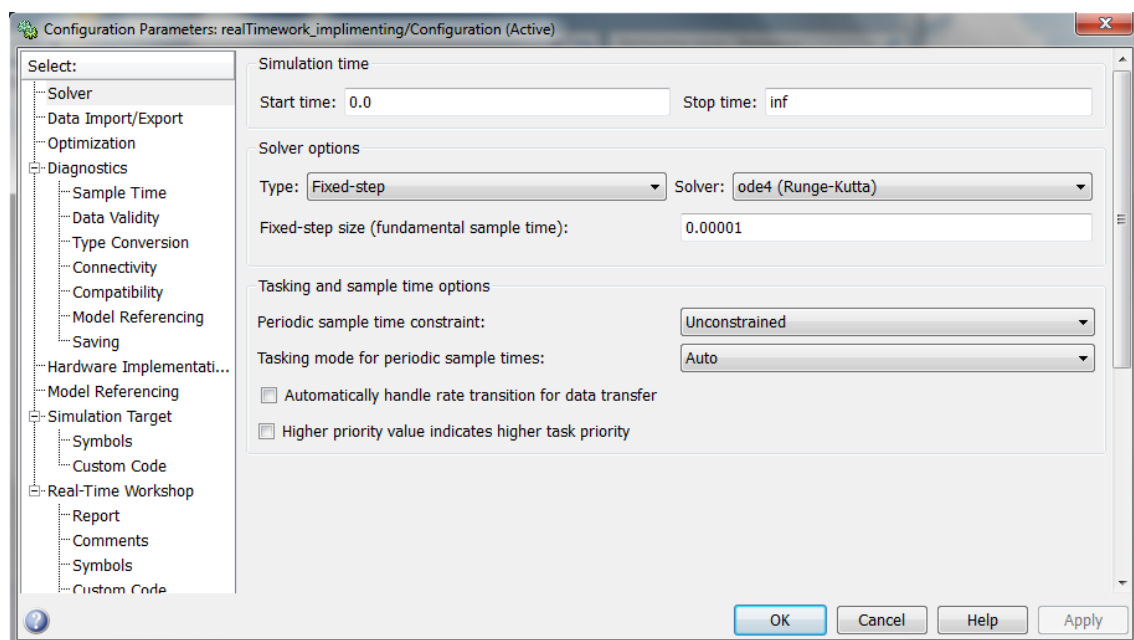 Configuration Parameters: realTimework_implimenting/Configuration (Active)
Select:
Solver
Data Import/Export
Optimization
Diagnostics
Sample Time
Data Validity
Type Conversion
Connectivity
Compatibility
Model Referencing
Saving
Hardware Implementati...
Model Referencing
Simulation Target
Symbols
Custom Code
Real-Time Workshop
Report
Comments
Symbols
Custom Code
Simulation time
Start time: 0.0 Stop time: inf
Solver options
Type: Fixed-step Solver: ode4 (Runge-Kutta)
Fixed-step size (fundamental sample time): 0.00001
Tasking and sample time options
Periodic sample time constraint: Unconstrained
Tasking mode for periodic sample times: Auto
Automatically handle rate transition for data transfer
Higher priority value indicates higher task priority
OK Cancel Help Apply